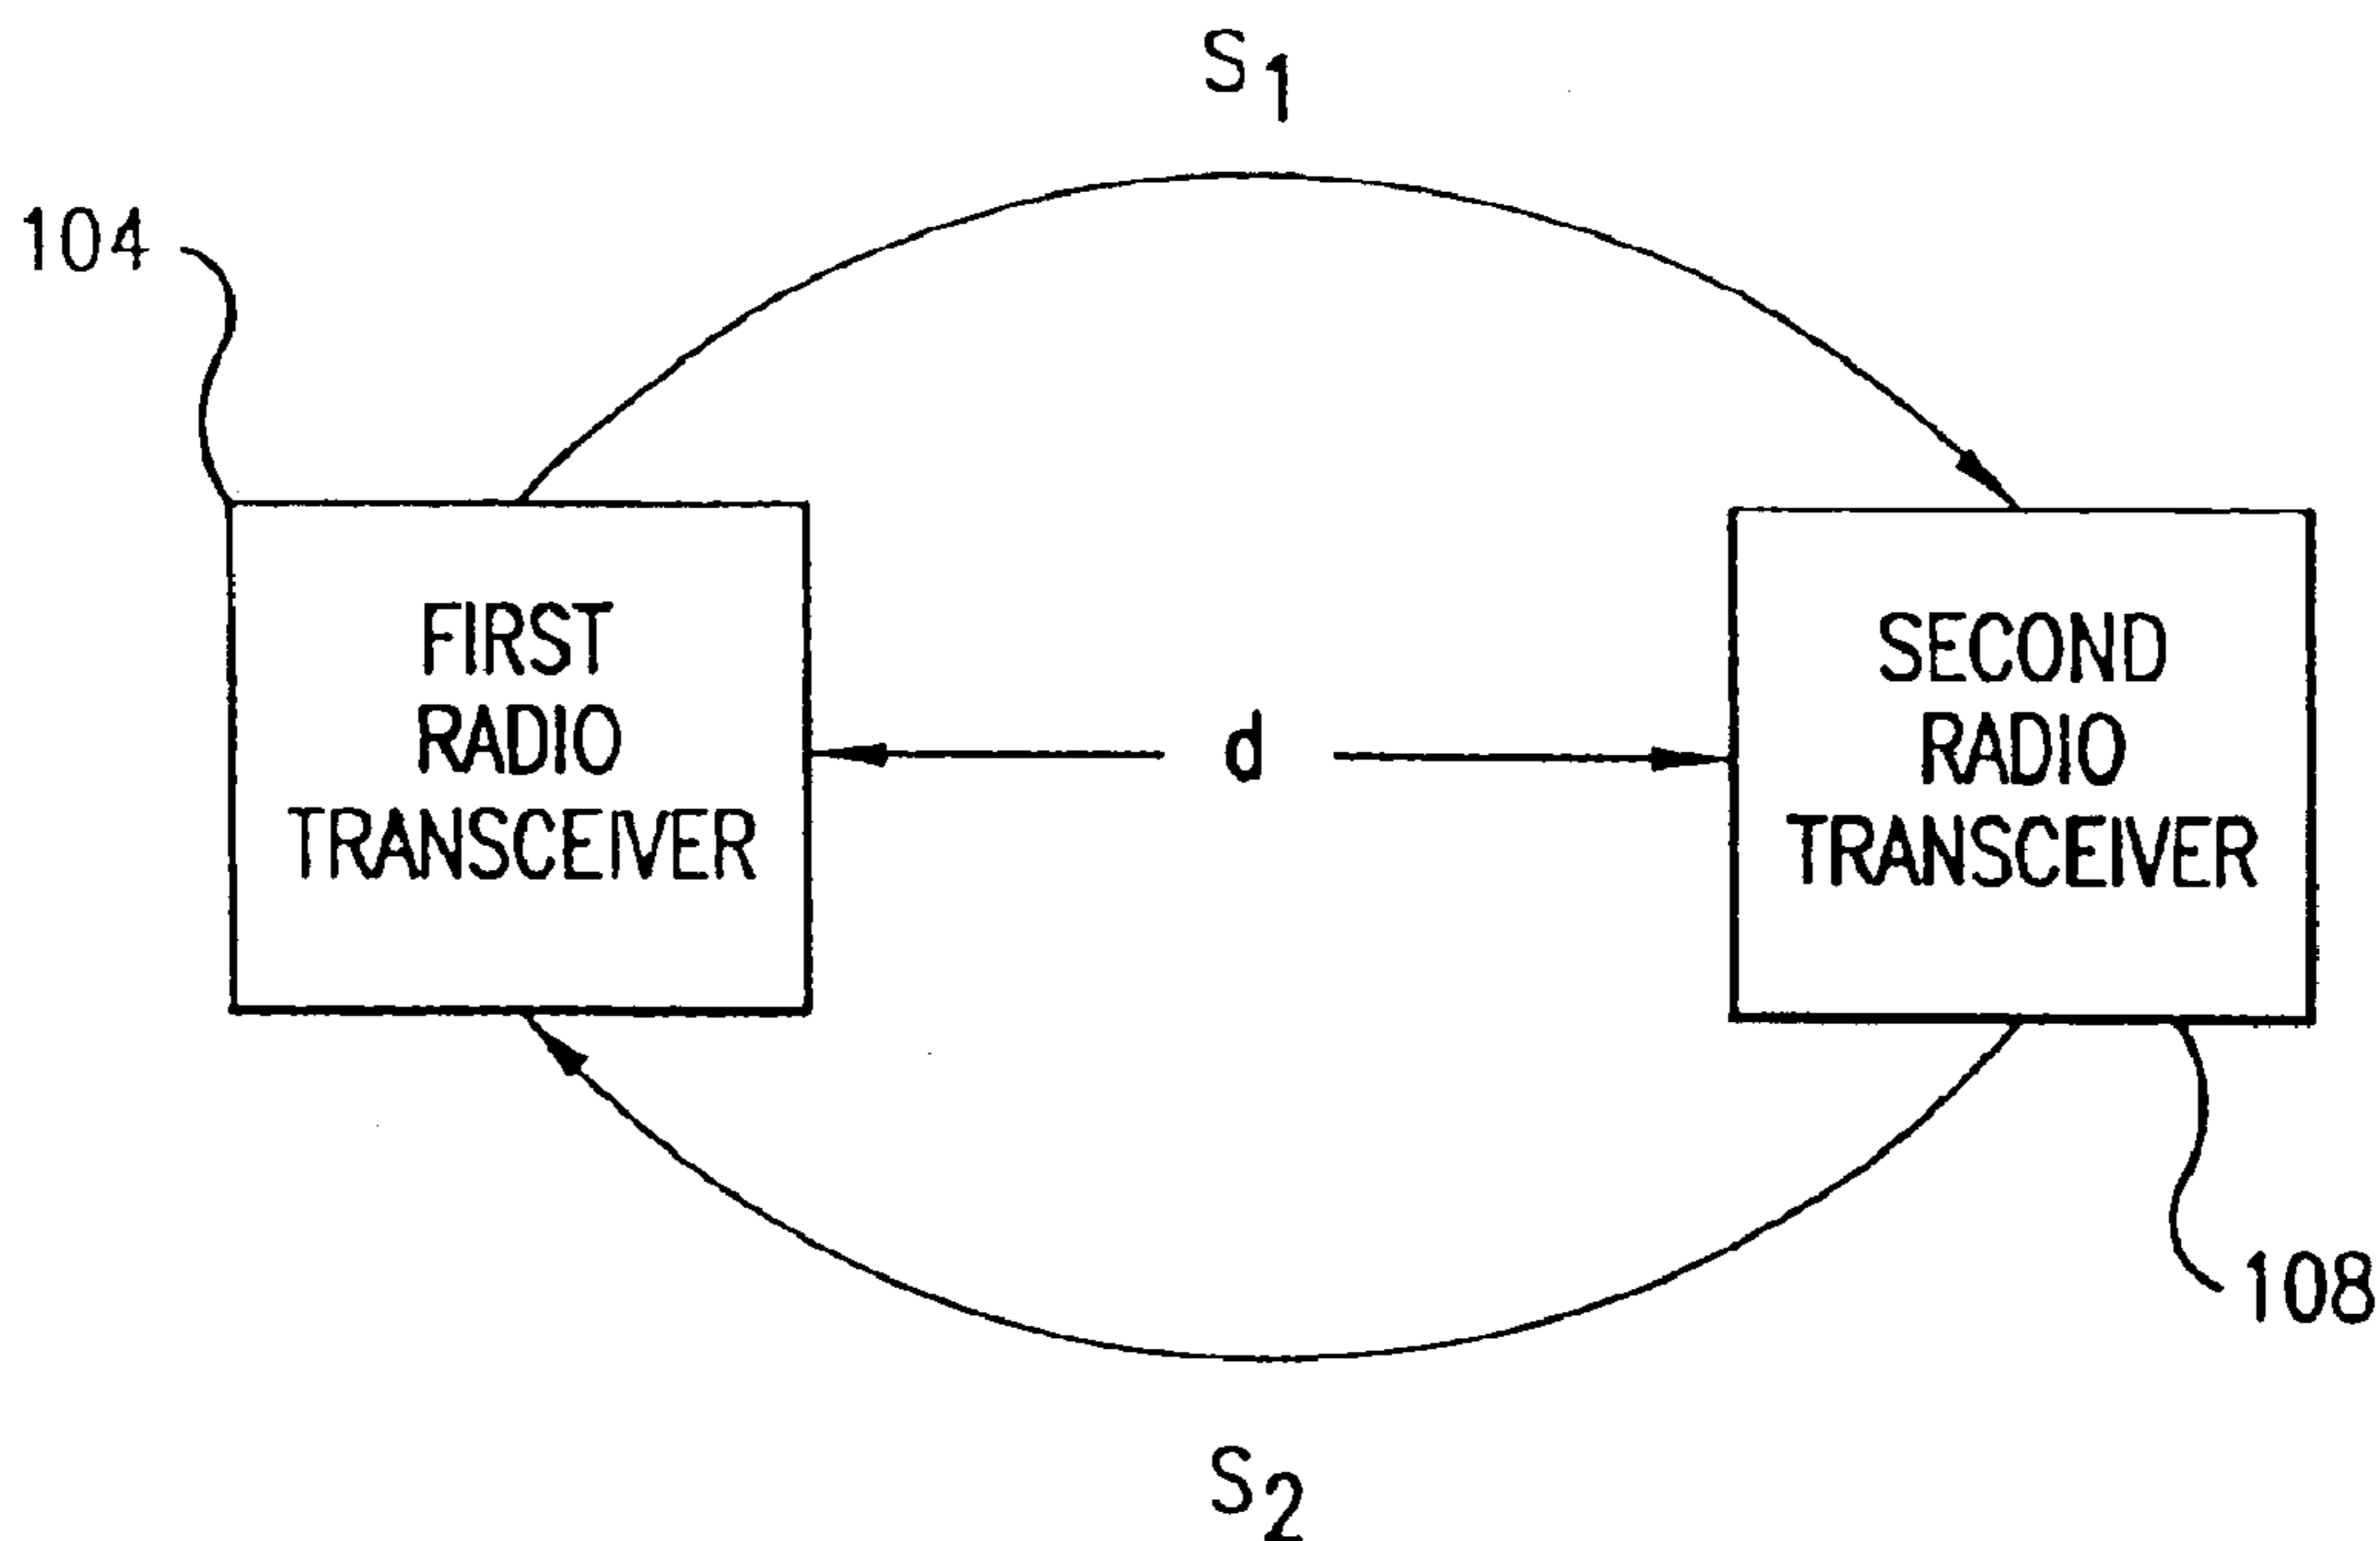 S1
104
FIRST
RADIO
TRANSCEIVER
d
SECOND
RADIO
TRANSCEIVER
108
S2